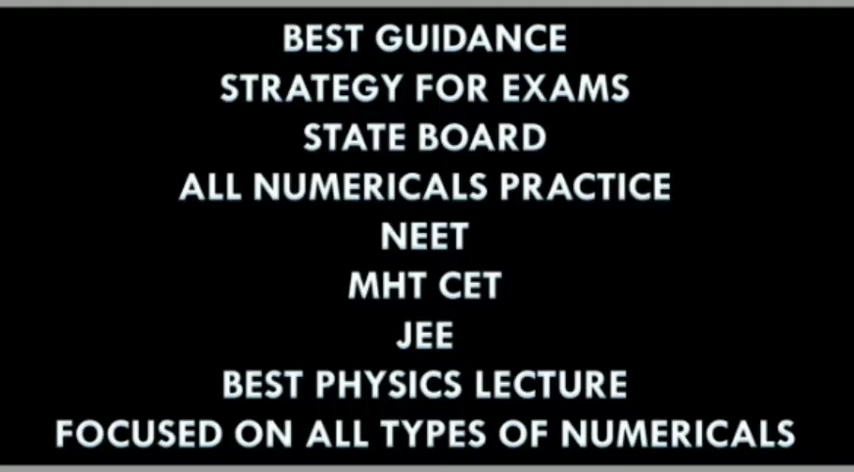 BEST GUIDANCE
STRATEGY FOR EXAMS
STATE BOARD
ALL NUMERICALS PRACTICE
NEET
MHT CET
JEE
BEST PHYSICS LECTURE
FOCUSED ON ALL TYPES OF NUMERICALS